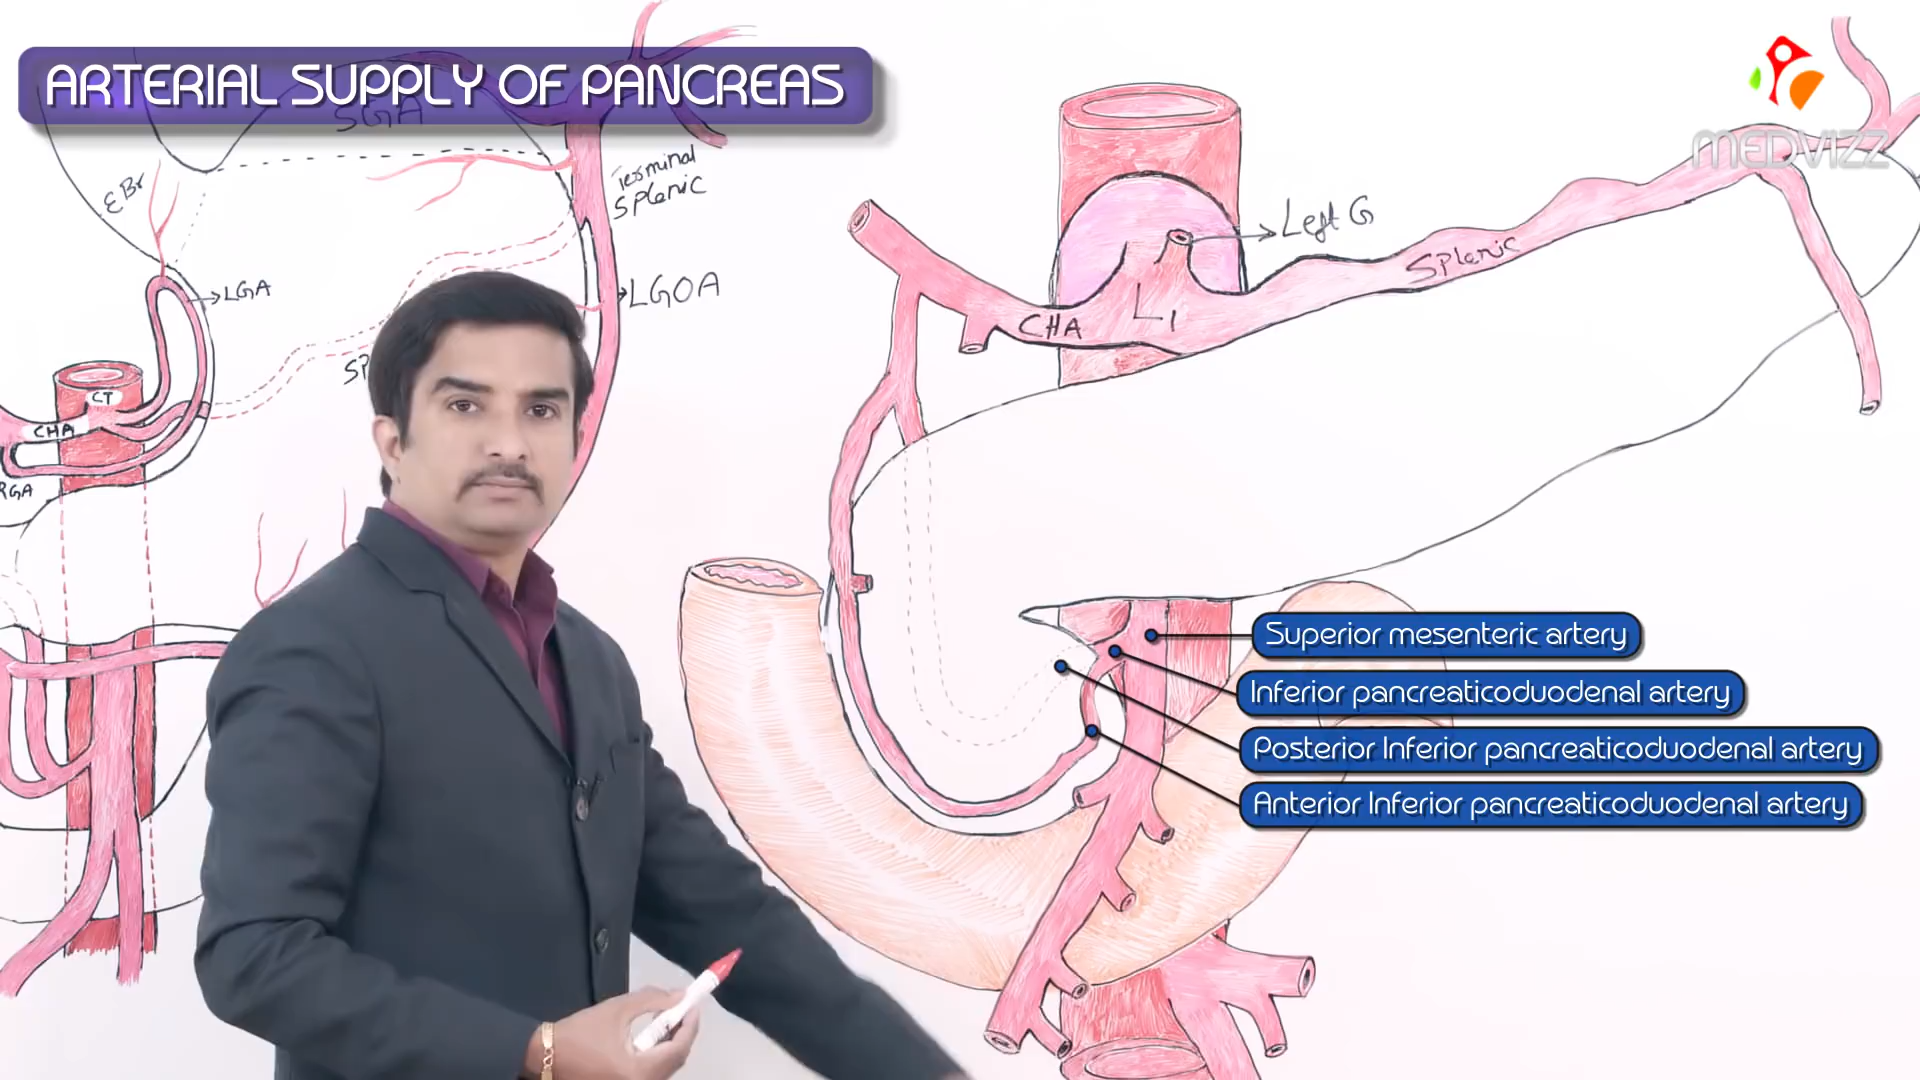 ARTERIAL SUPPLY OF PANCREAS
MEDVIZZ
SGA
EBr
Terminal
Splenic
LGA
LGOA
CT
CHA
RGA
SP
Left G
Splenic
CHA
L1
Superior mesenteric artery
Inferior pancreaticoduodenal artery
Posterior Inferior pancreaticoduodenal artery
Anterior Inferior pancreaticoduodenal artery